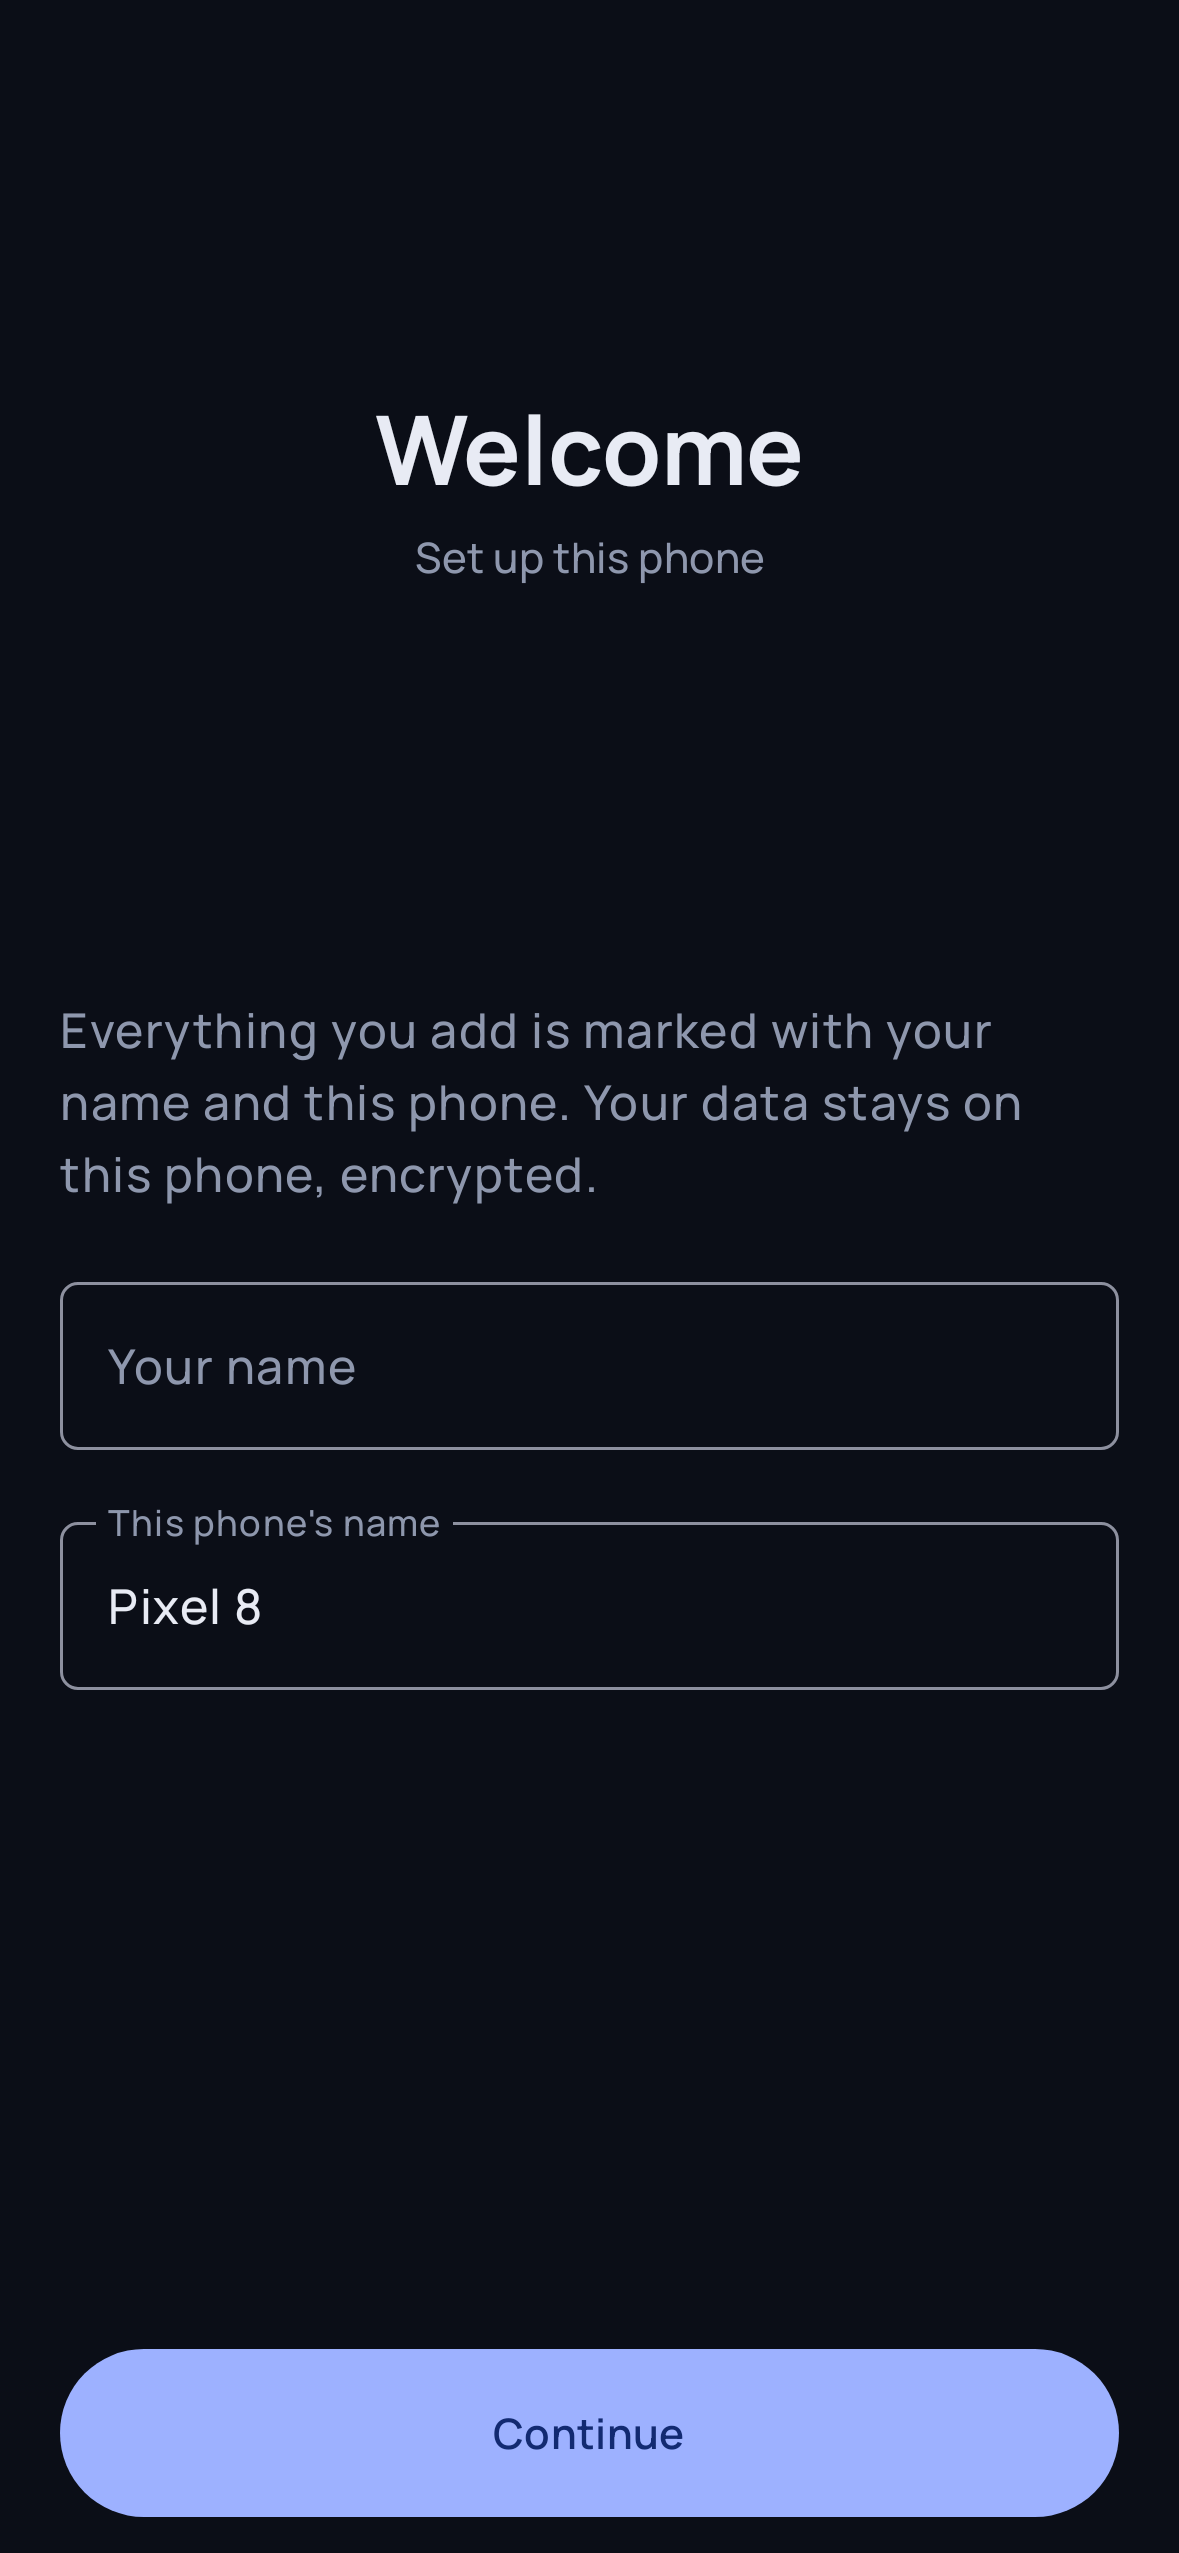 Welcome
Set up this phone
Everything you add is marked with your
name and this phone. Your data stays on
this phone, encrypted.
Your name
This phone's name
Pixel 8
Continue